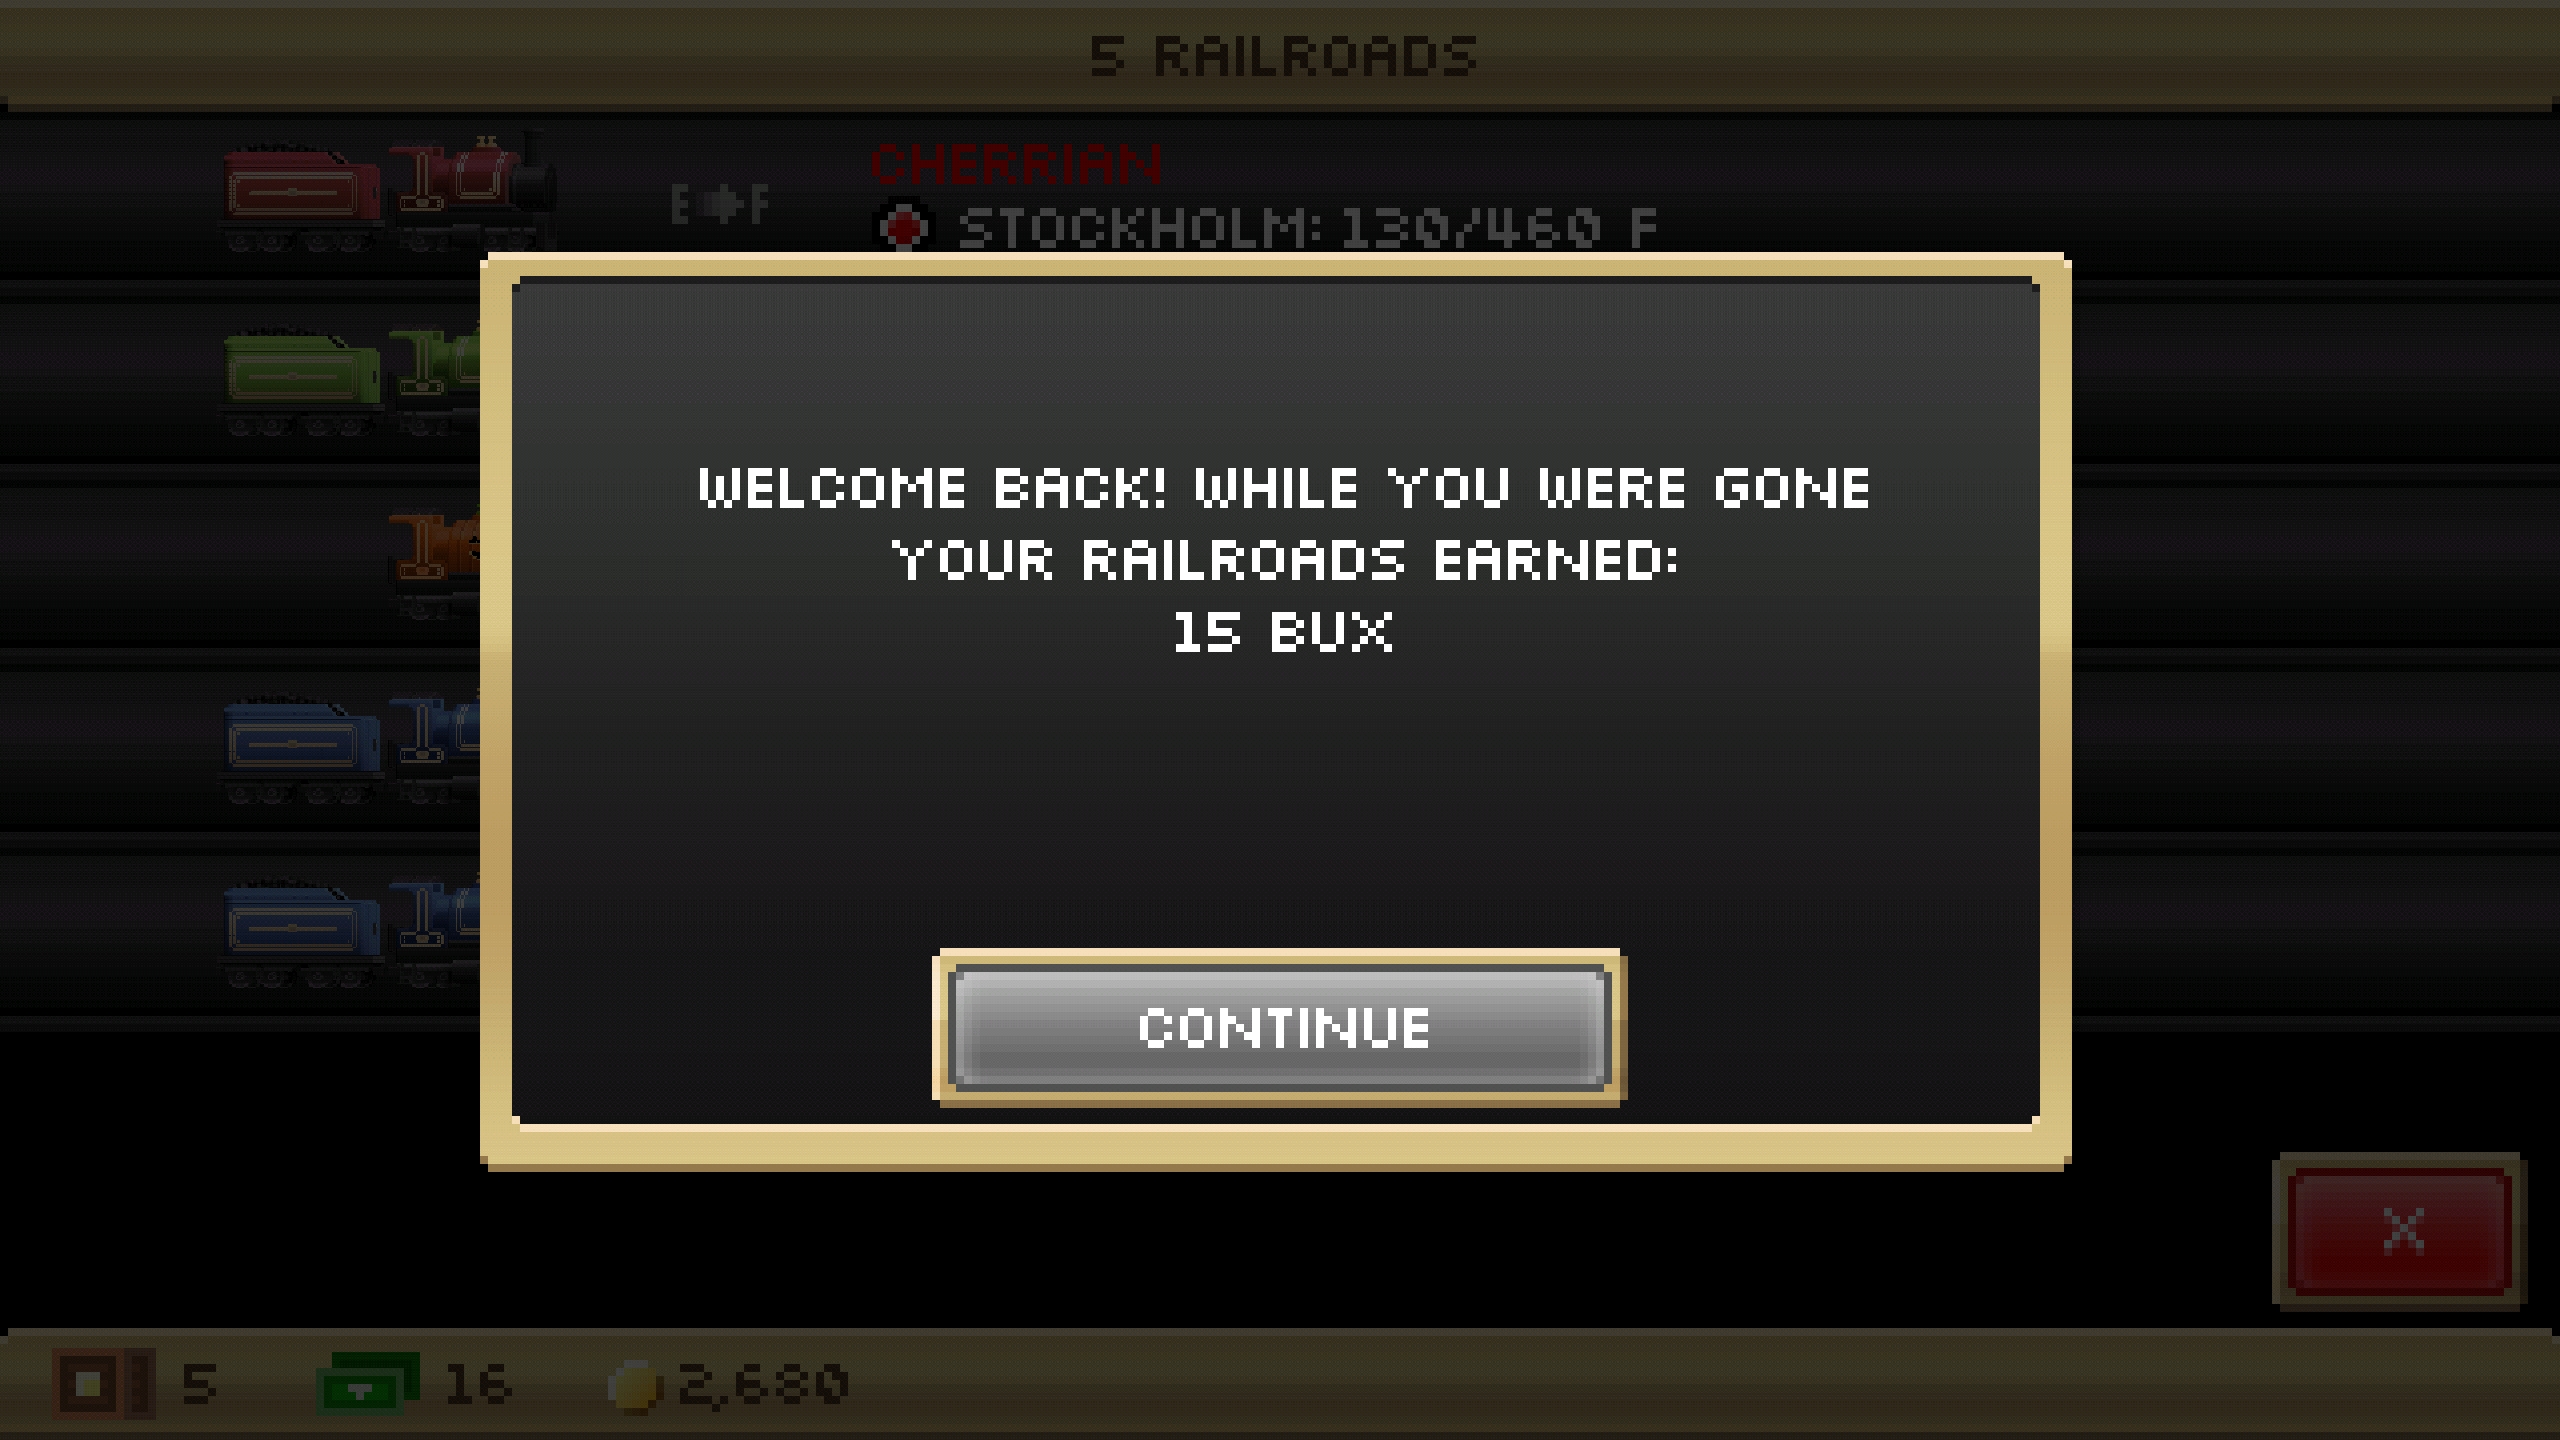 5 RAILROADS
CHERRIAN
E F
STOCKHOLM: 130/460 F
WELCOME BACK! WHILE YOU WERE GONE
YOUR RAILROADS EARNED:
15 BUX
CONTINUE
X
5 16 2,680